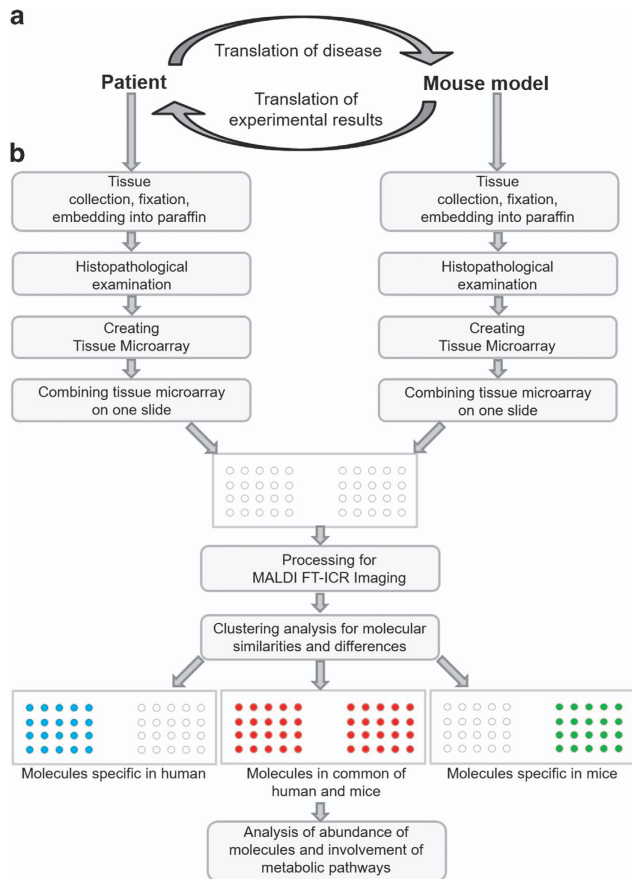 a
Translation of disease
Patient
Mouse model
Translation of
experimental results
b
Tissue
collection, fixation,
embedding into paraffin
Tissue
collection, fixation,
embedding into paraffin
Histopathological
examination
Histopathological
examination
Creating
Tissue Microarray
Creating
Tissue Microarray
Combining tissue microarray
on one slide
Combining tissue microarray
on one slide
Processing for
MALDI FT-ICR Imaging
Clustering analysis for molecular
similarities and differences
Molecules specific in human
Molecules in common of
human and mice
Molecules specific in mice
Analysis of abundance of
molecules and involvement of
metabolic pathways